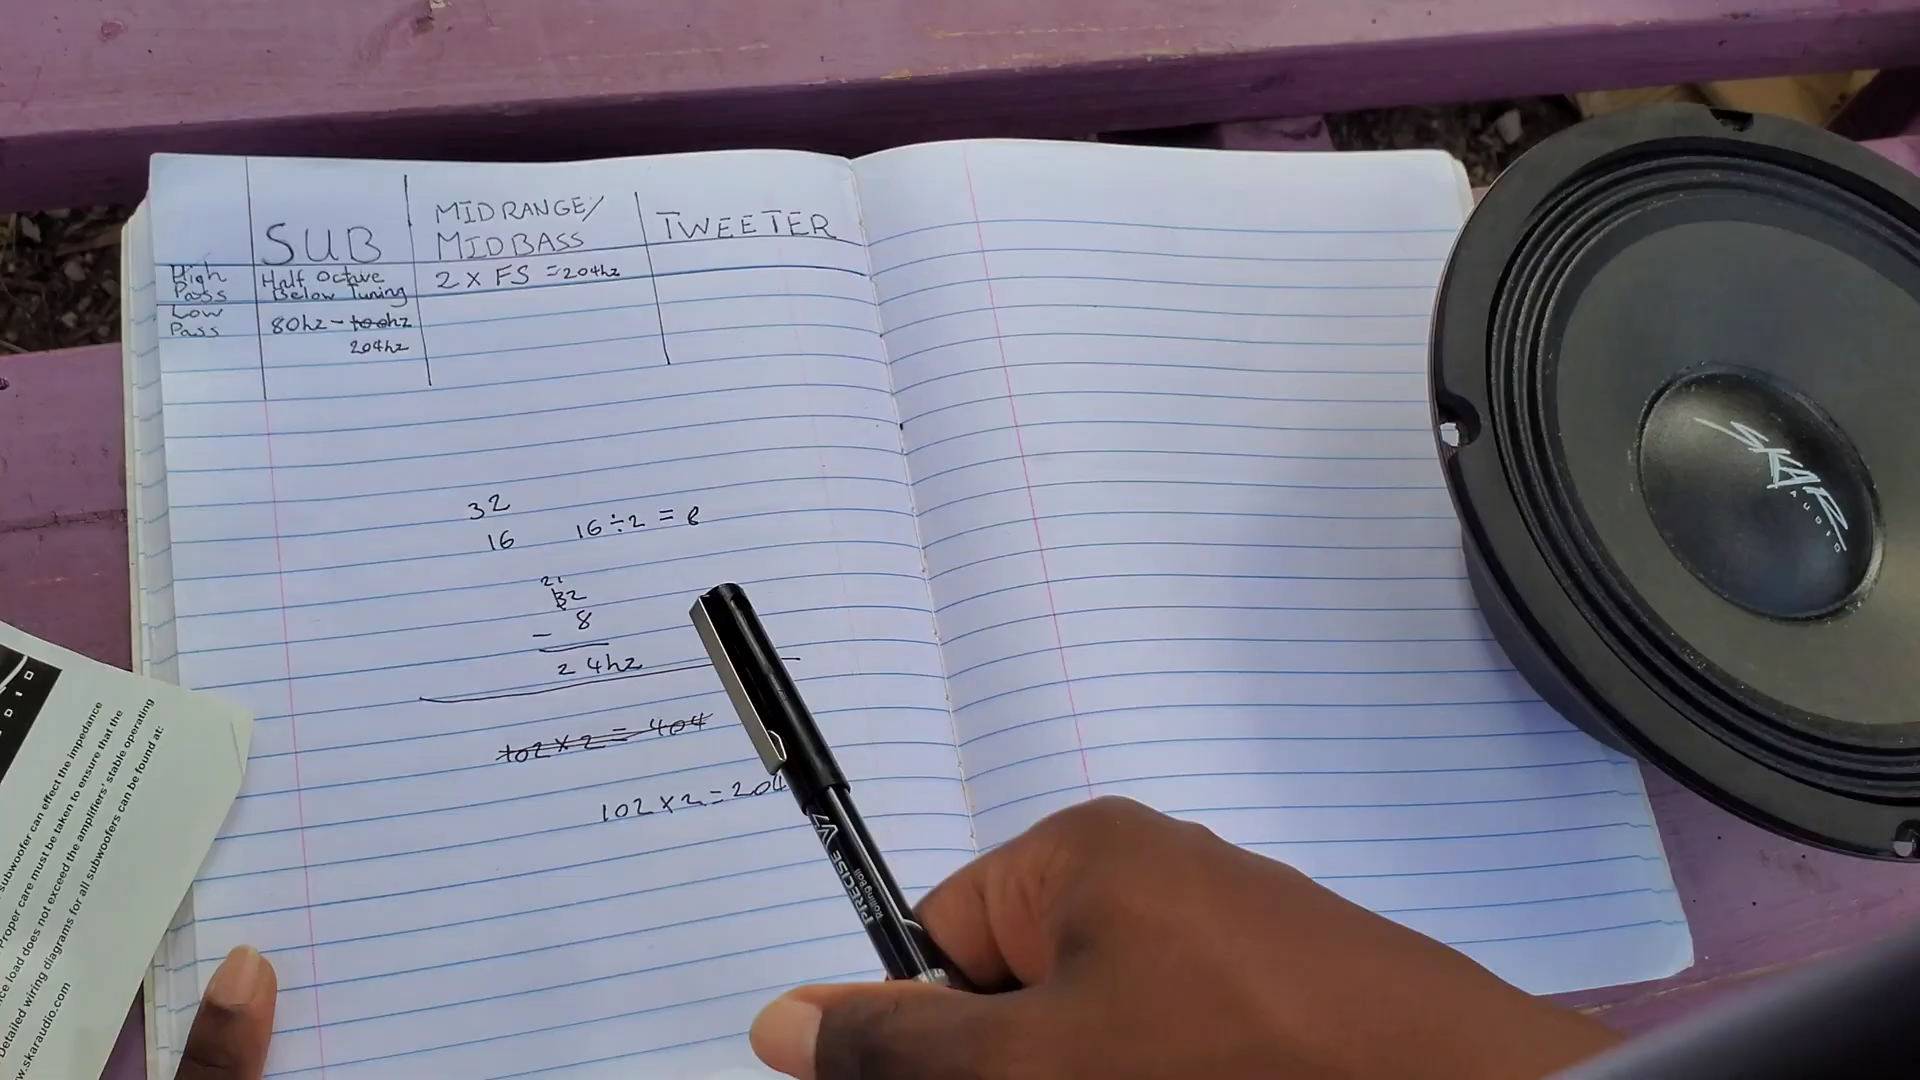 SUB
MIDRANGE/
MIDBASS
TWEETER
High
Pass
Half Octave
Below Tuning
2 x FS = 204hz
Low
Pass
80hz - 100hz
204hz
32
16
16 ÷ 2 = 8
21
32
- 8
24hz
102 x 2 = 404
102 x 2 = 204
PRECISE V7
Rolling Ball
SKAR
AUDIO
subwoofer can effect the impedance
Proper care must be taken to ensure that the
load does not exceed the amplifiers' stable operating
Detailed wiring diagrams for all subwoofers can be found at:
.skaraudio.com